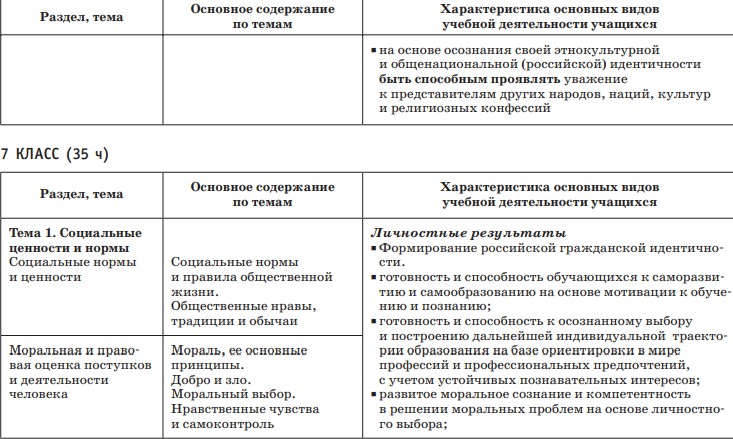 Раздел, тема
Основное содержание
по темам
Характеристика основных видов
учебной деятельности учащихся
▪ на основе осознания своей этнокультурной
и общенациональной (российской) идентичности
быть способным проявлять уважение
к представителям других народов, наций, культур
и религиозных конфессий
7 КЛАСС (35 ч)
Раздел, тема
Основное содержание
по темам
Характеристика основных видов
учебной деятельности учащихся
Тема 1. Социальные
ценности и нормы
Социальные нормы
и ценности
Социальные нормы
и правила общественной
жизни.
Общественные нравы,
традиции и обычаи
Моральная и право-
вая оценка поступков
и деятельности
человека
Мораль, ее основные
принципы.
Добро и зло.
Моральный выбор.
Нравственные чувства
и самоконтроль
Личностные результаты
▪ Формирование российской гражданской идентично-
сти.
▪ готовность и способность обучающихся к саморазви-
тию и самообразованию на основе мотивации к обуче-
нию и познанию;
▪ готовность и способность к осознанному выбору
и построению дальнейшей индивидуальной траекто-
рии образования на базе ориентировки в мире
профессий и профессиональных предпочтений,
с учетом устойчивых познавательных интересов;
▪ развитое моральное сознание и компетентность
в решении моральных проблем на основе личностно-
го выбора;